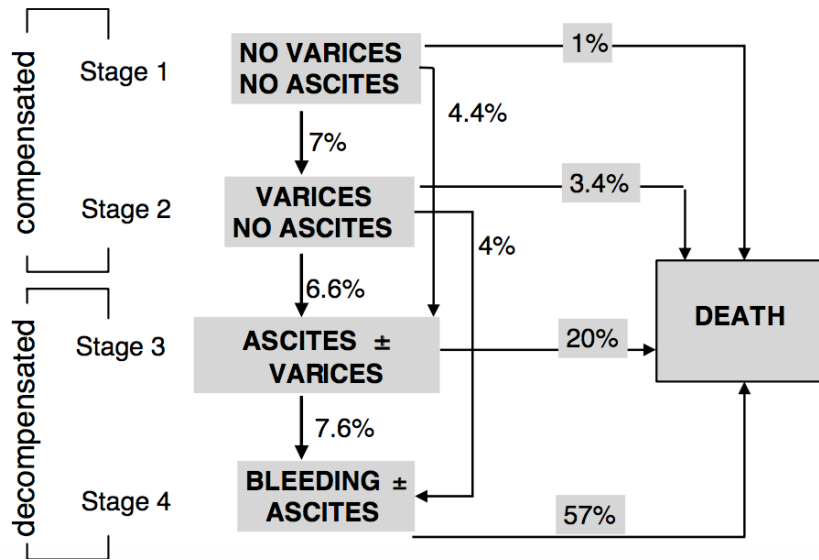 compensated
Stage 1
NO VARICES
NO ASCITES
1%
4.4%
7%
Stage 2
VARICES
NO ASCITES
3.4%
4%
6.6%
decompensated
Stage 3
ASCITES ±
VARICES
20%
DEATH
7.6%
Stage 4
BLEEDING ±
ASCITES
57%